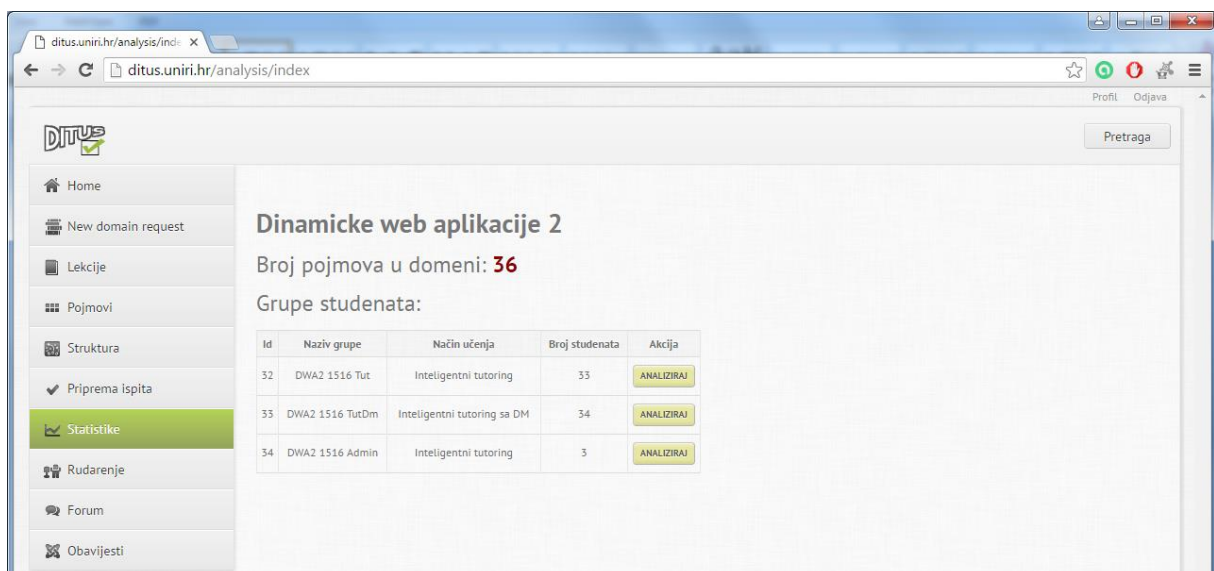 ditus.uniri.hr/analysis/inde
ditus.uniri.hr/analysis/index
Profil Odjava
DITUS
Pretraga
Home
New domain request
Lekcije
Pojmovi
Struktura
Priprema ispita
Statistike
Rudarenje
Forum
Obavijesti
Dinamicke web aplikacije 2
Broj pojmova u domeni: 36
Grupe studenata:
Id Naziv grupe Način učenja Broj studenata Akcija
32 DWA2 1516 Tut Inteligentni tutoring 33 ANALIZIRAJ
33 DWA2 1516 TutDm Inteligentni tutoring sa DM 34 ANALIZIRAJ
34 DWA2 1516 Admin Inteligentni tutoring 3 ANALIZIRAJ